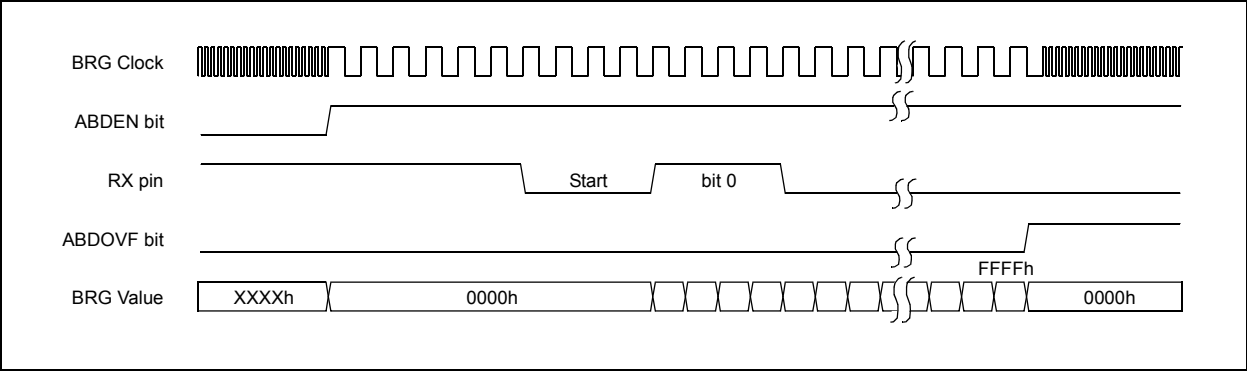 BRG Clock
ABDEN bit
RX pin
Start
bit 0
ABDOVF bit
FFFFh
BRG Value
XXXXh
0000h
0000h